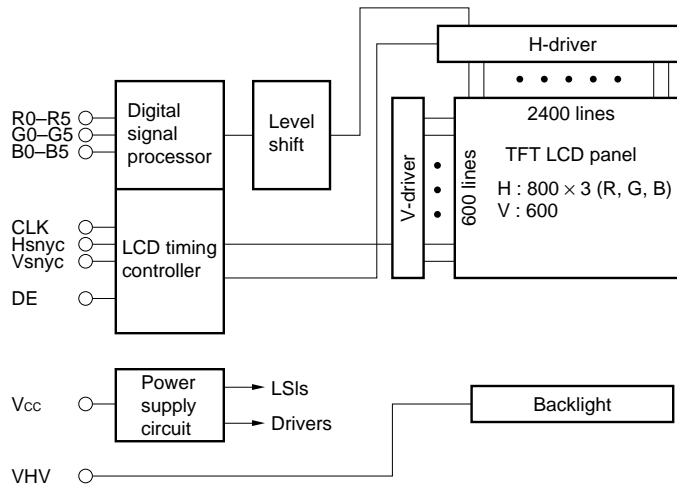 H-driver
R0–R5
G0–G5
B0–B5
Digital
signal
processor
Level
shift
V-driver
600 lines
2400 lines
TFT LCD panel
H : 800 × 3 (R, G, B)
V : 600
CLK
Hsnyc
Vsnyc
DE
LCD timing
controller
Vcc
Power
supply
circuit
LSIs
Drivers
Backlight
VHV